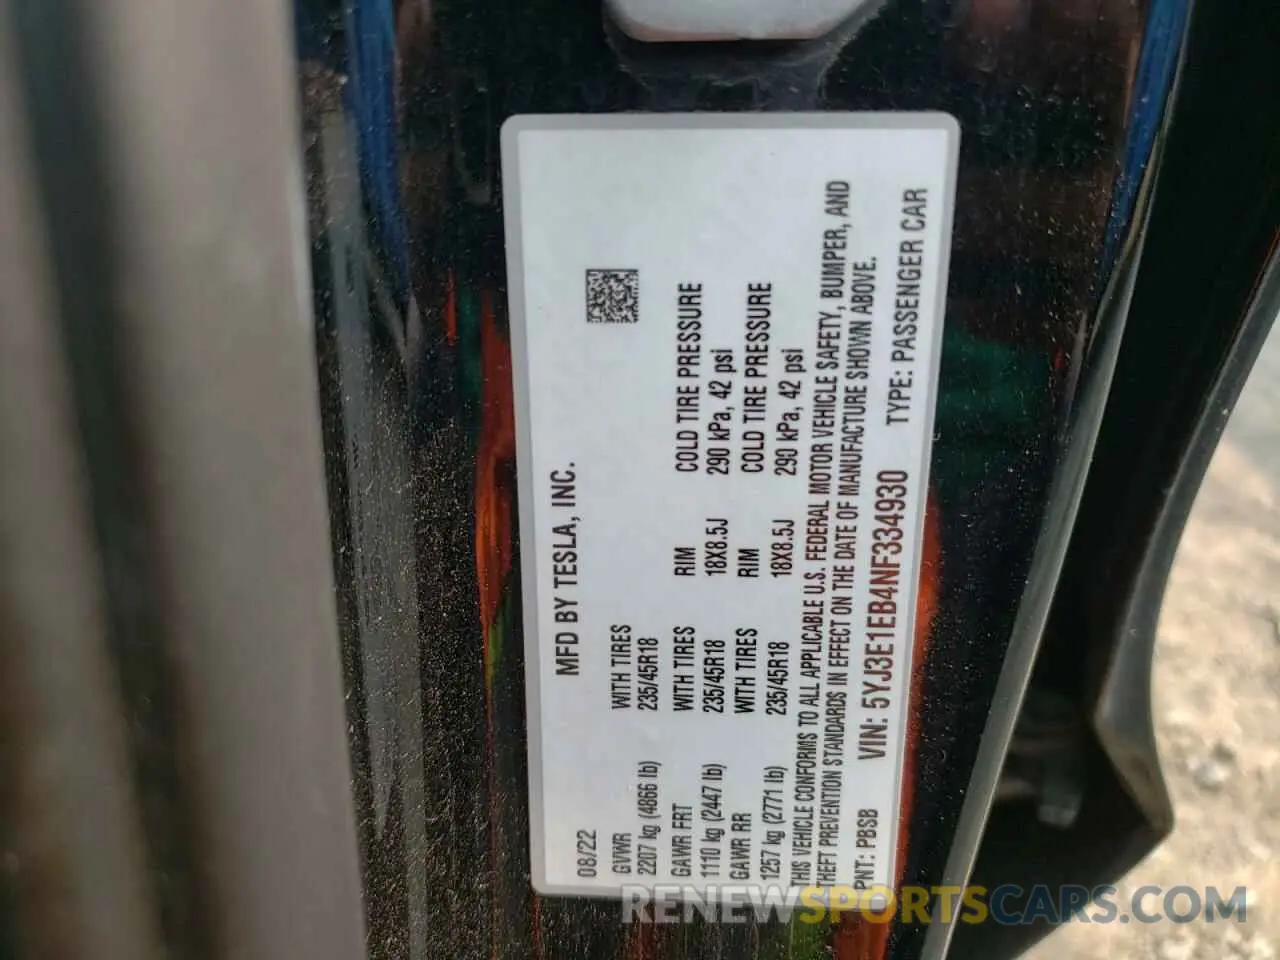 MFD BY TESLA, INC.
08/22
GVWR WITH TIRES
2207 kg (4866 lb) 235/45R18
GAWR FRT WITH TIRES RIM COLD TIRE PRESSURE
1110 kg (2447 lb) 235/45R18 18X8.5J 290 kPa, 42 psi
GAWR RR WITH TIRES RIM COLD TIRE PRESSURE
1257 kg (2771 lb) 235/45R18 18X8.5J 290 kPa, 42 psi
THIS VEHICLE CONFORMS TO ALL APPLICABLE U.S. FEDERAL MOTOR VEHICLE SAFETY, BUMPER, AND
THEFT PREVENTION STANDARDS IN EFFECT ON THE DATE OF MANUFACTURE SHOWN ABOVE.
PNT: PBSB VIN: 5YJ3E1EB4NF334930 TYPE: PASSENGER CAR
RENEWSPORTSCARS.COM